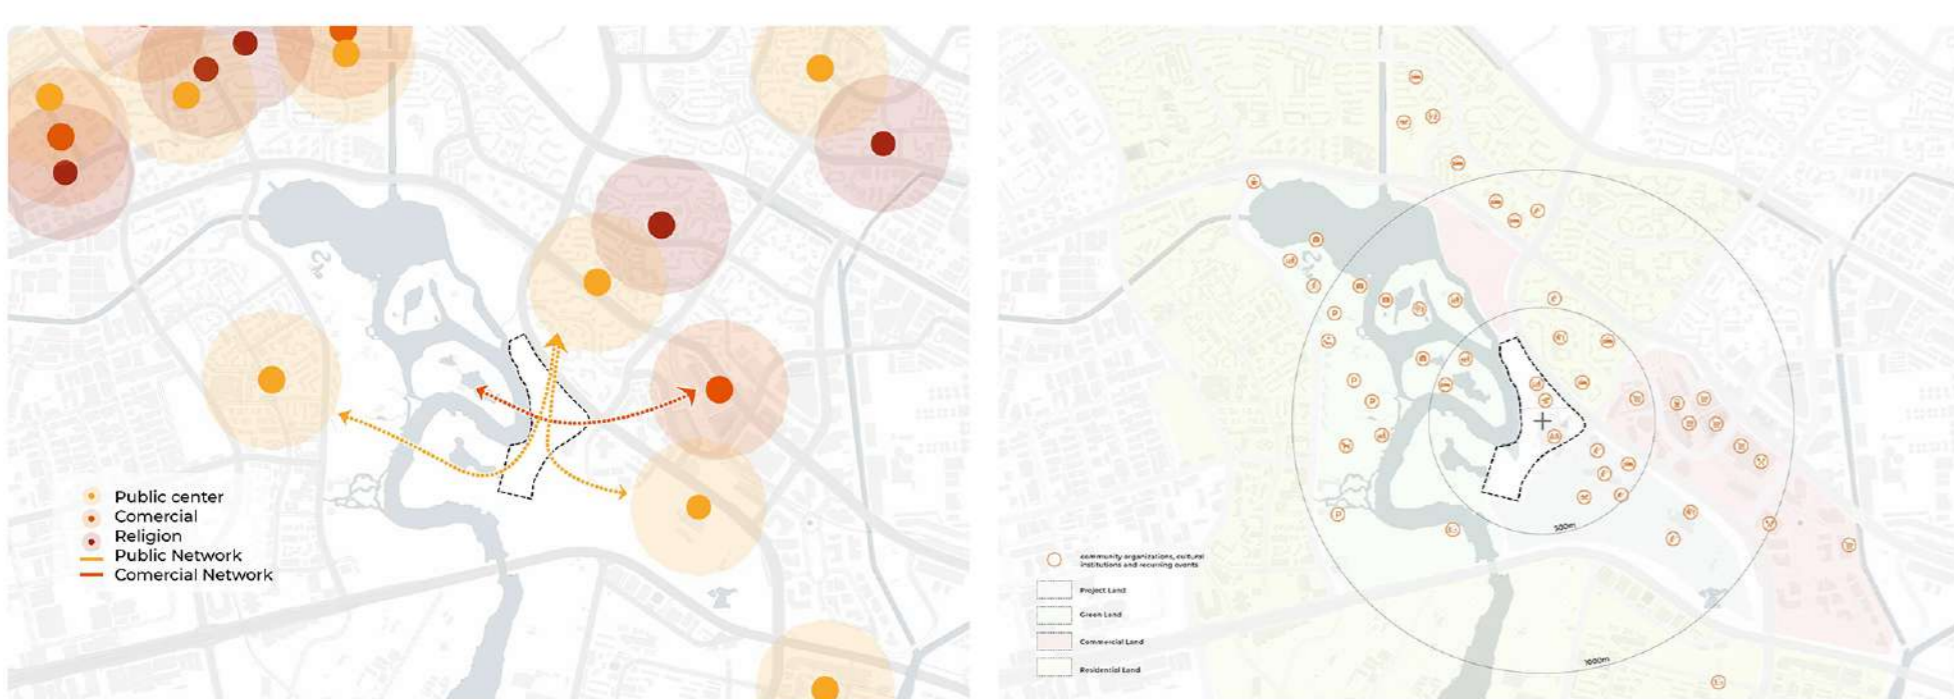 Public center
Comercial
Religion
Public Network
Comercial Network
community organizations, cultural
institutions and recurring events
Project Land
Green Land
Commercial Land
Residencial Land
500m
1000m
P
P
P
P